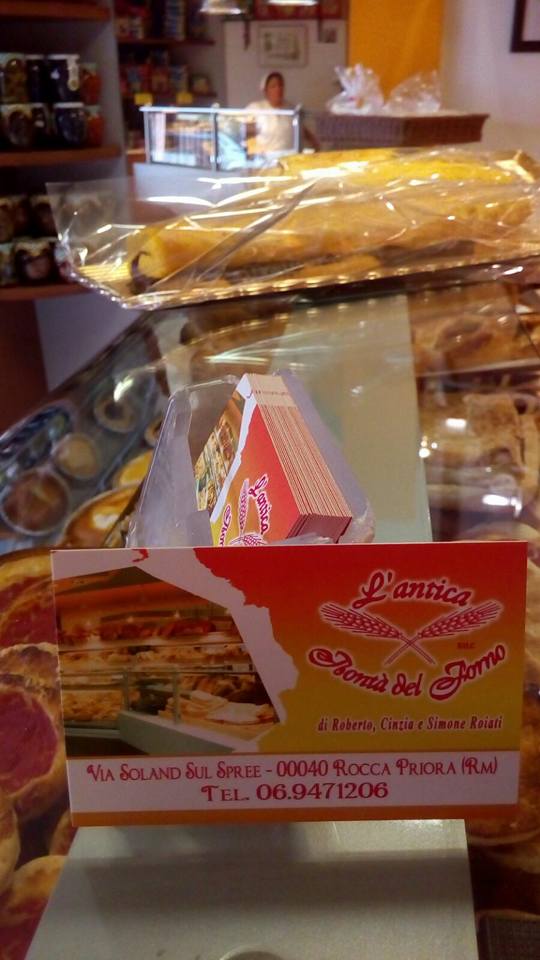 L'antica
snc
Bontà del Forno
di Roberto, Cinzia e Simone Roiati
Via Soland Sul Spree - 00040 Rocca Priora (Rm)
Tel. 06.9471206
L'antica